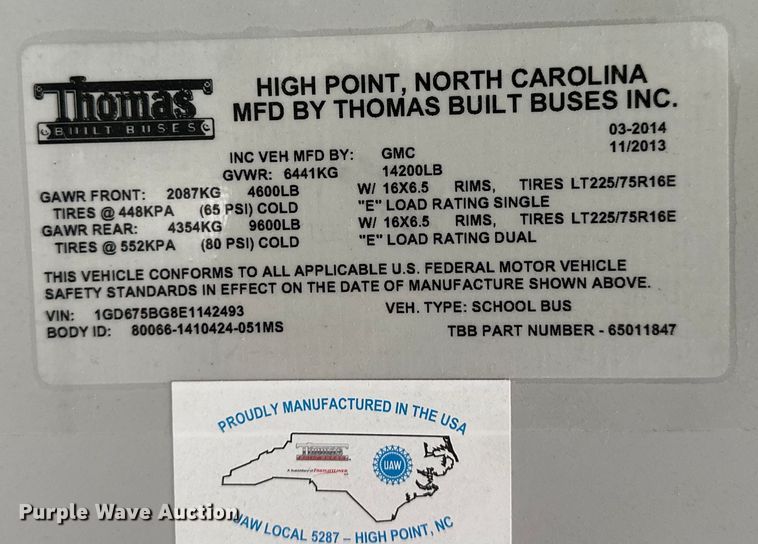 Thomas
BUILT BUSES
HIGH POINT, NORTH CAROLINA
MFD BY THOMAS BUILT BUSES INC.
03-2014
INC VEH MFD BY: GMC 11/2013
GVWR: 6441KG 14200LB
GAWR FRONT: 2087KG 4600LB W/ 16X6.5 RIMS, TIRES LT225/75R16E
TIRES @ 448KPA (65 PSI) COLD "E" LOAD RATING SINGLE
GAWR REAR: 4354KG 9600LB W/ 16X6.5 RIMS, TIRES LT225/75R16E
TIRES @ 552KPA (80 PSI) COLD "E" LOAD RATING DUAL
THIS VEHICLE CONFORMS TO ALL APPLICABLE U.S. FEDERAL MOTOR VEHICLE
SAFETY STANDARDS IN EFFECT ON THE DATE OF MANUFACTURE SHOWN ABOVE.
VIN: 1GD675BG8E1142493 VEH. TYPE: SCHOOL BUS
BODY ID: 80066-1410424-051MS TBB PART NUMBER - 65011847
PROUDLY MANUFACTURED IN THE USA
UAW
UAW LOCAL 5287 – HIGH POINT, NC
Purple Wave Auction